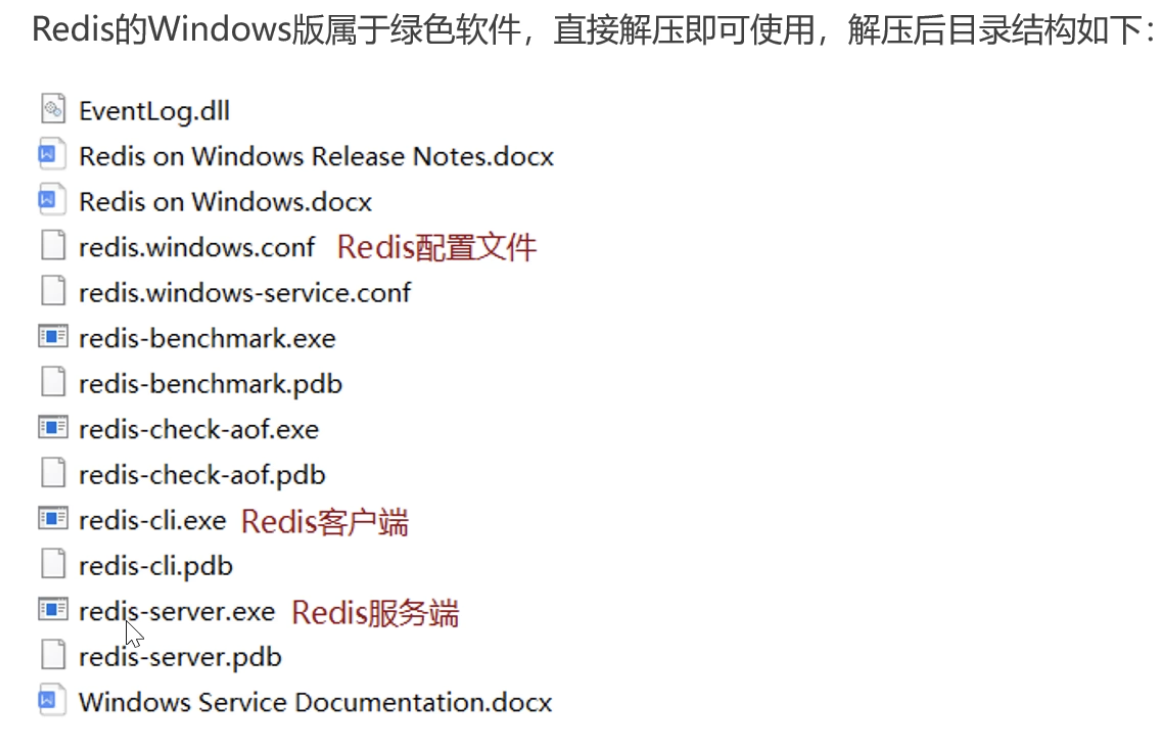 Redis的Windows版属于绿色软件，直接解压即可使用，解压后目录结构如下：
EventLog.dll
Redis on Windows Release Notes.docx
Redis on Windows.docx
redis.windows.conf Redis配置文件
redis.windows-service.conf
redis-benchmark.exe
redis-benchmark.pdb
redis-check-aof.exe
redis-check-aof.pdb
redis-cli.exe Redis客户端
redis-cli.pdb
redis-server.exe Redis服务端
redis-server.pdb
Windows Service Documentation.docx